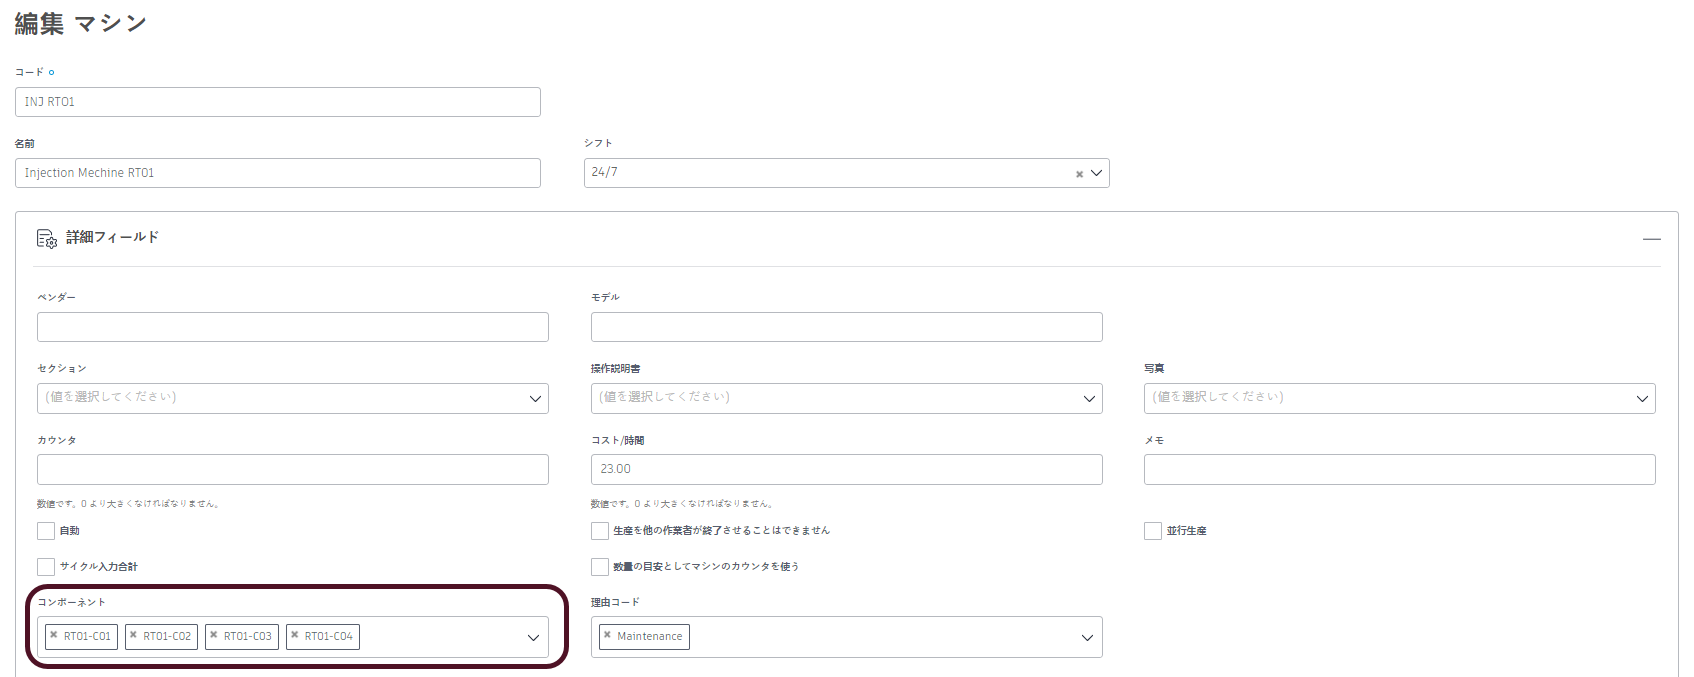 編集 マシン
コード
INJ RT01
名前
シフト
Injection Mechine RT01
24/7
詳細フィールド
ベンダー
モデル
セクション
操作説明書
写真
(値を選択してください)
(値を選択してください)
(値を選択してください)
カウンタ
コスト/時間
メモ
23.00
数値です。0 より大きくなければなりません。
数値です。0 より大きくなければなりません。
自動
生産を他の作業者が終了させることはできません
並行生産
サイクル入力合計
数量の目安としてマシンのカウンタを使う
コンポーネント
理由コード
RT01-C01
RT01-C02
RT01-C03
RT01-C04
Maintenance